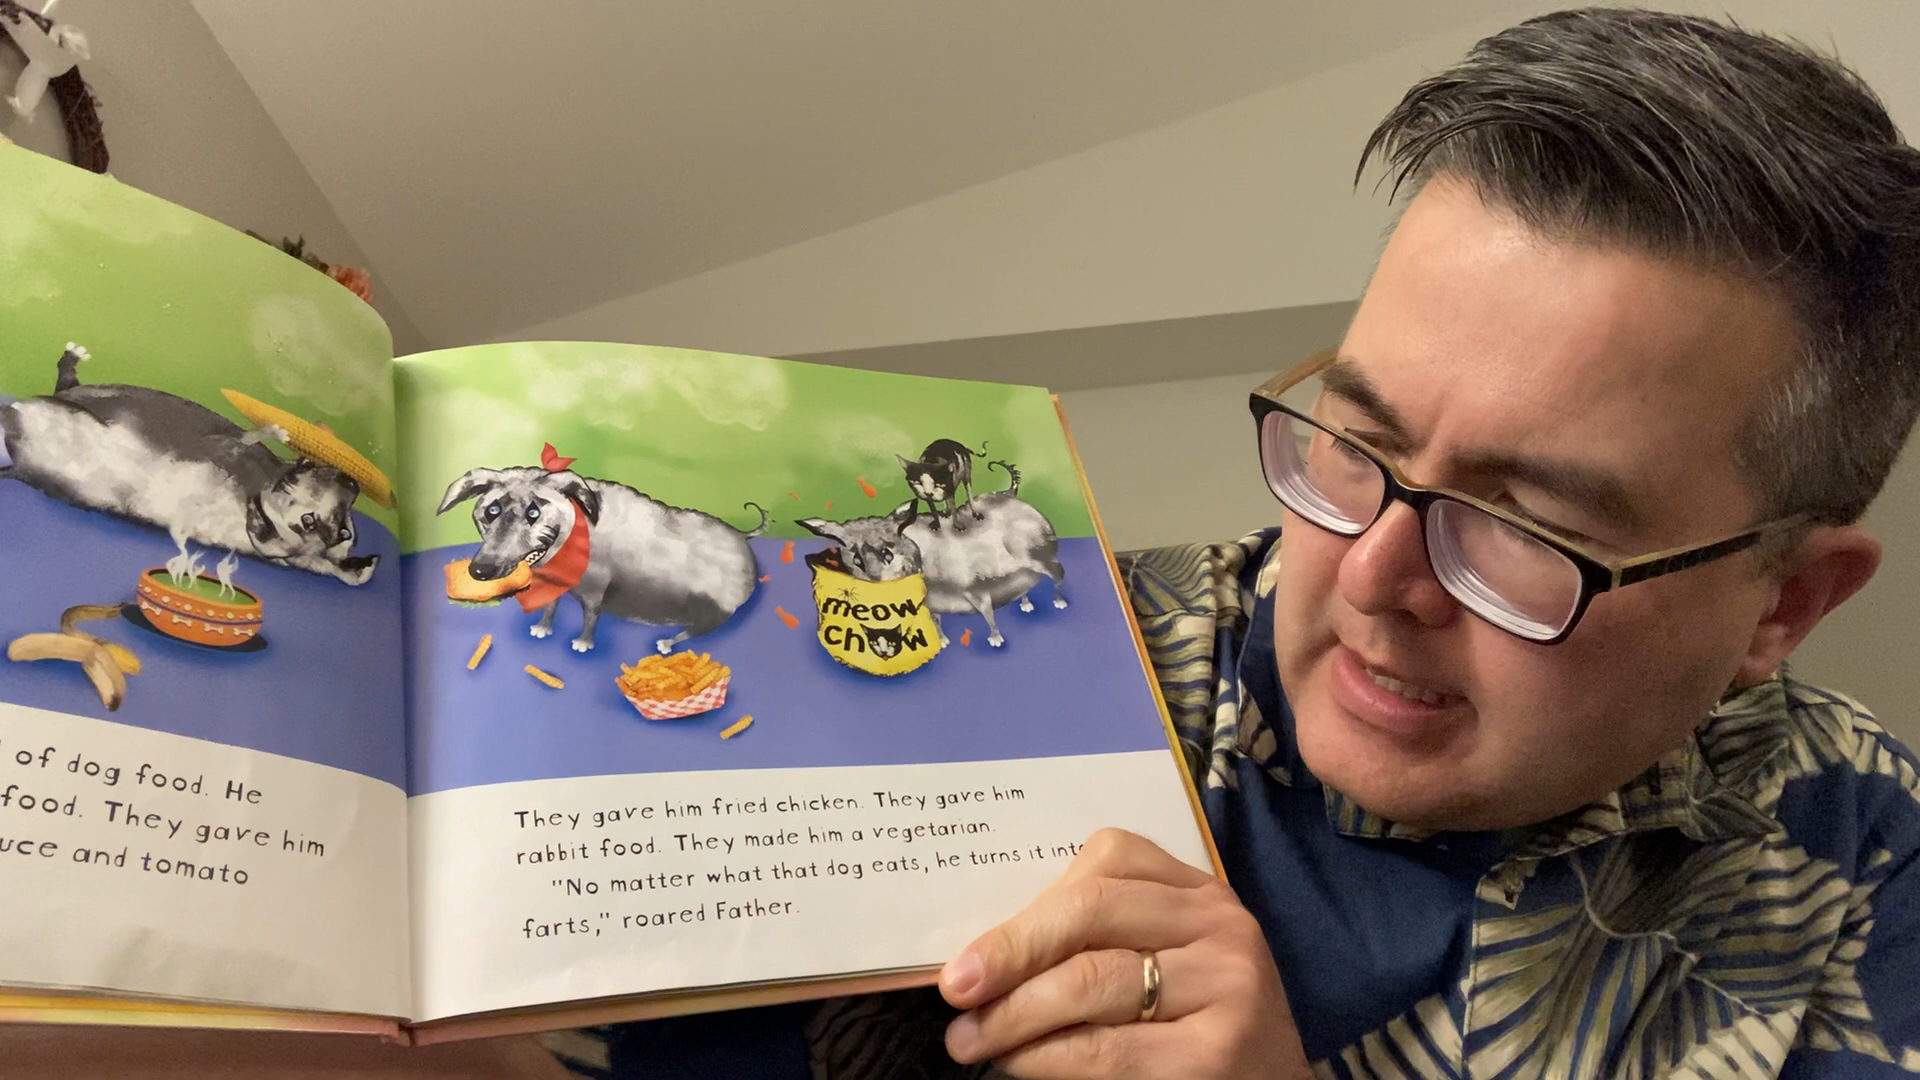 of dog food. He
food. They gave him
uce and tomato
meow
chow
They gave him fried chicken. They gave him
rabbit food. They made him a vegetarian.
"No matter what that dog eats, he turns it into
farts," roared Father.